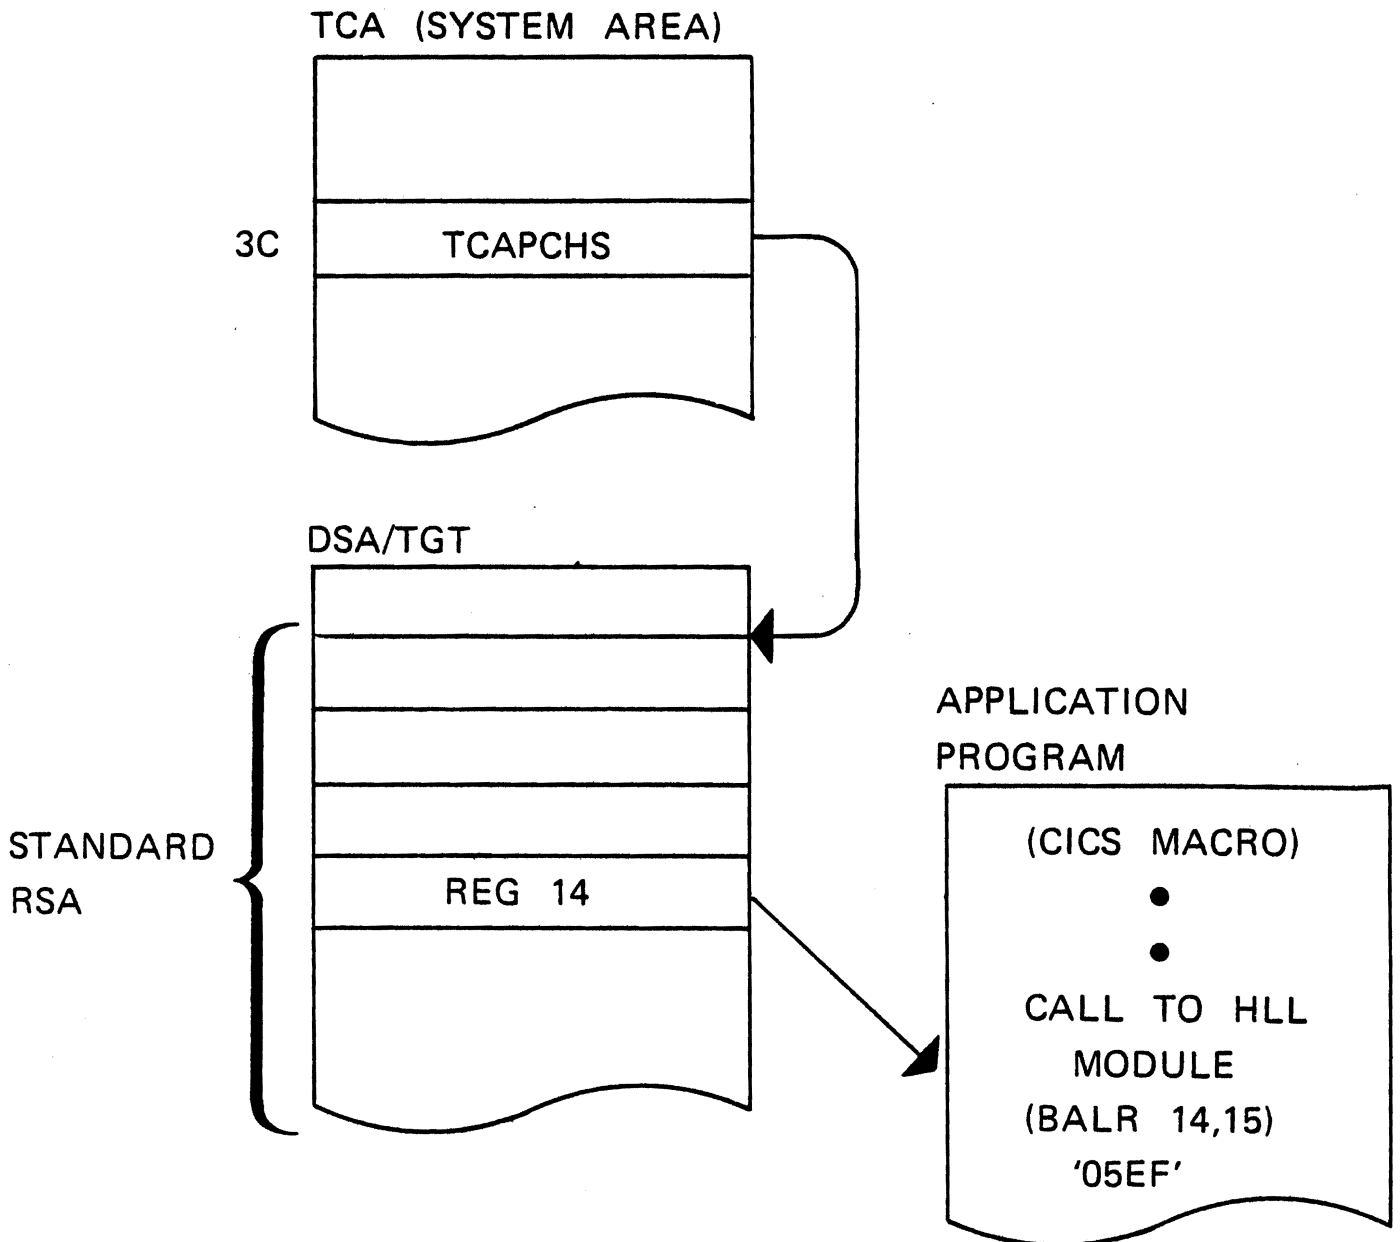 TCA (SYSTEM AREA)
3C
TCAPCHS
DSA/TGT
STANDARD
RSA
REG 14
APPLICATION
PROGRAM
(CICS MACRO)
CALL TO HLL
MODULE
(BALR 14,15)
'05EF'